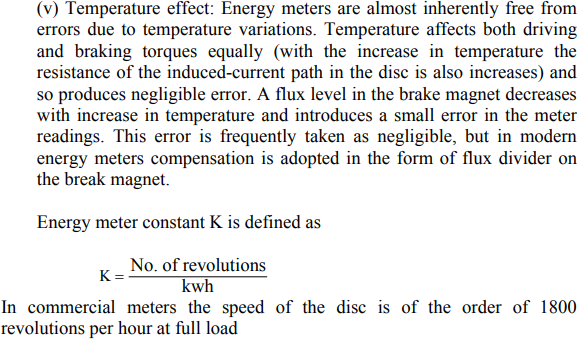 (v) Temperature effect: Energy meters are almost inherently free from
errors due to temperature variations. Temperature affects both driving
and braking torques equally (with the increase in temperature the
resistance of the induced-current path in the disc is also increases) and
so produces negligible error. A flux level in the brake magnet decreases
with increase in temperature and introduces a small error in the meter
readings. This error is frequently taken as negligible, but in modern
energy meters compensation is adopted in the form of flux divider on
the break magnet.
Energy meter constant K is defined as
K = No. of revolutions
kwh
In commercial meters the speed of the disc is of the order of 1800
revolutions per hour at full load